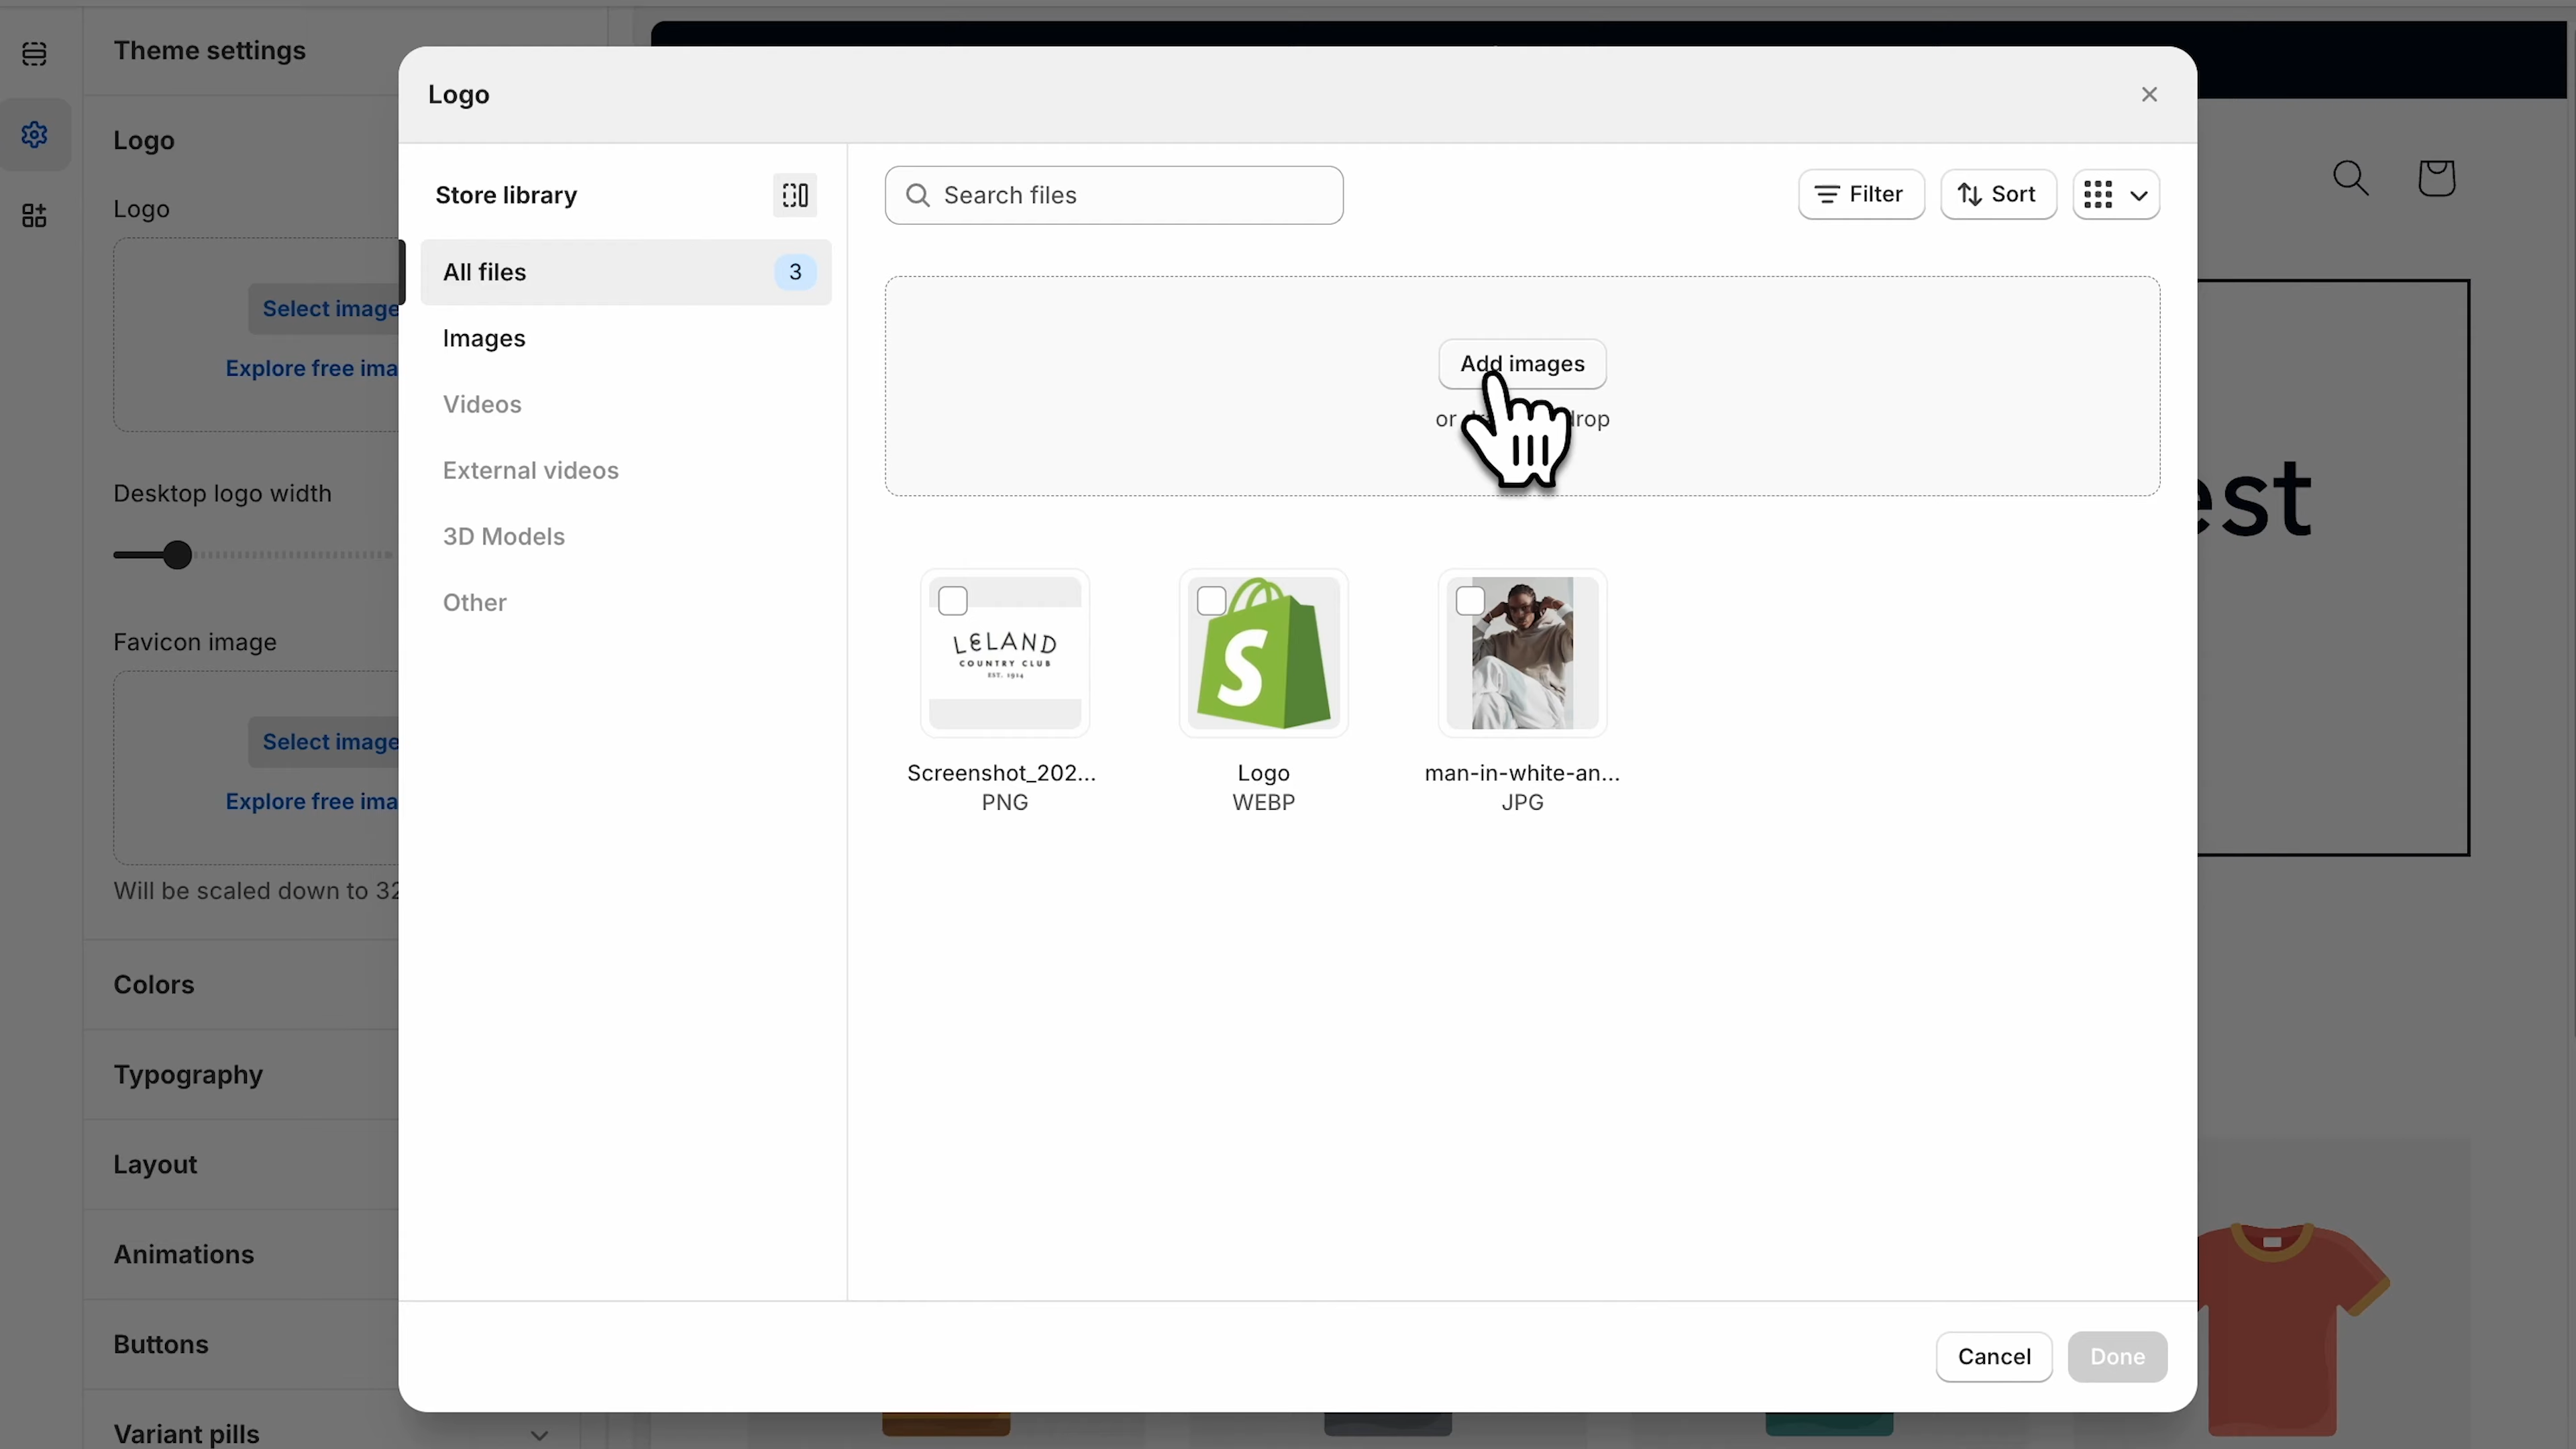 Theme settings
Logo
Logo
Select image
Explore free ima
Desktop logo width
Favicon image
Select image
Explore free ima
Will be scaled down to 32
Colors
Typography
Layout
Animations
Buttons
Variant pills
Logo
Store library
All files 3
Images
Videos
External videos
3D Models
Other
Search files
Filter Sort
Add images
or drop
LELAND
COUNTRY CLUB
EST. 1914
S
Screenshot_202...
PNG
Logo
WEBP
man-in-white-an...
JPG
Cancel Done
est